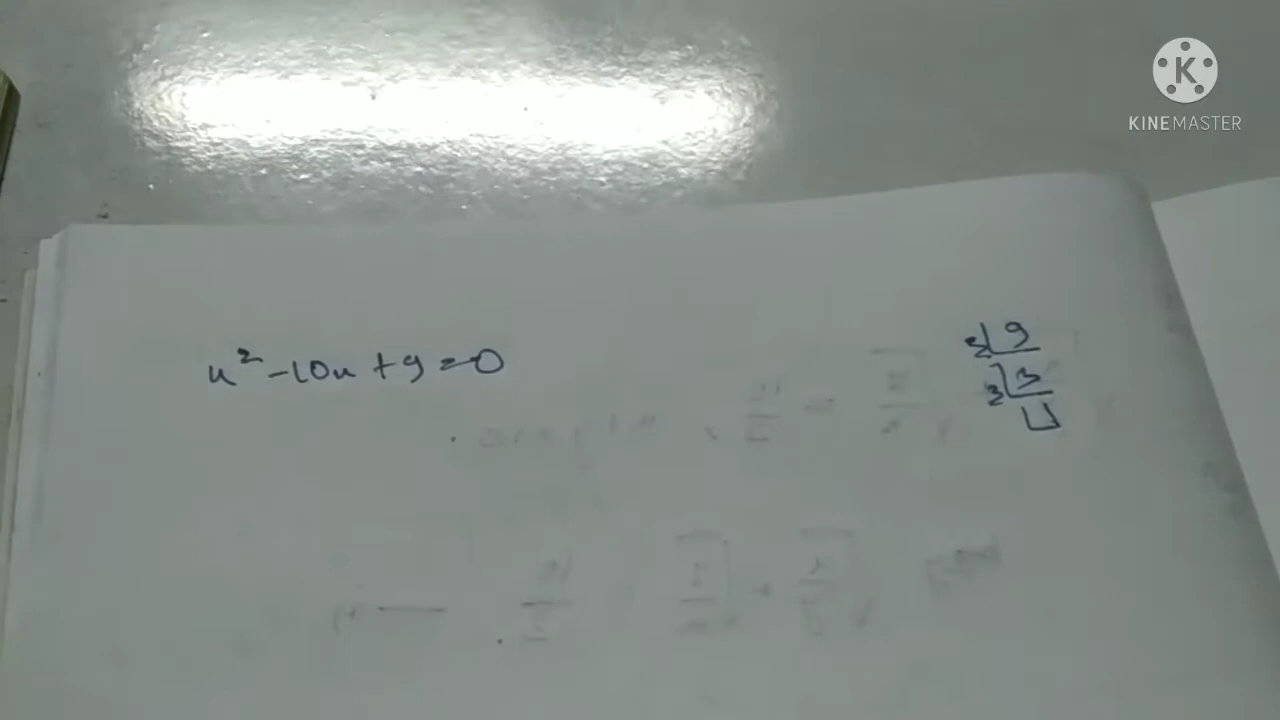 KINEMASTER
u² - 10u + 9 = 0
3 9
3 3
1